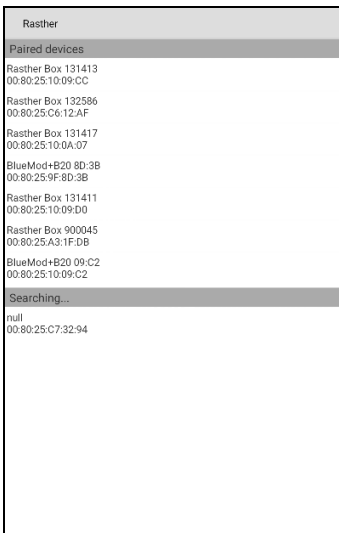 Rasther
Paired devices
Rasther Box 131413
00:80:25:10:09:CC
Rasther Box 132586
00:80:25:C6:12:AF
Rasther Box 131417
00:80:25:10:0A:07
BlueMod+B20 8D:3B
00:80:25:9F:8D:3B
Rasther Box 131411
00:80:25:10:09:D0
Rasther Box 900045
00:80:25:A3:1F:DB
BlueMod+B20 09:C2
00:80:25:10:09:C2
Searching...
null
00:80:25:C7:32:94